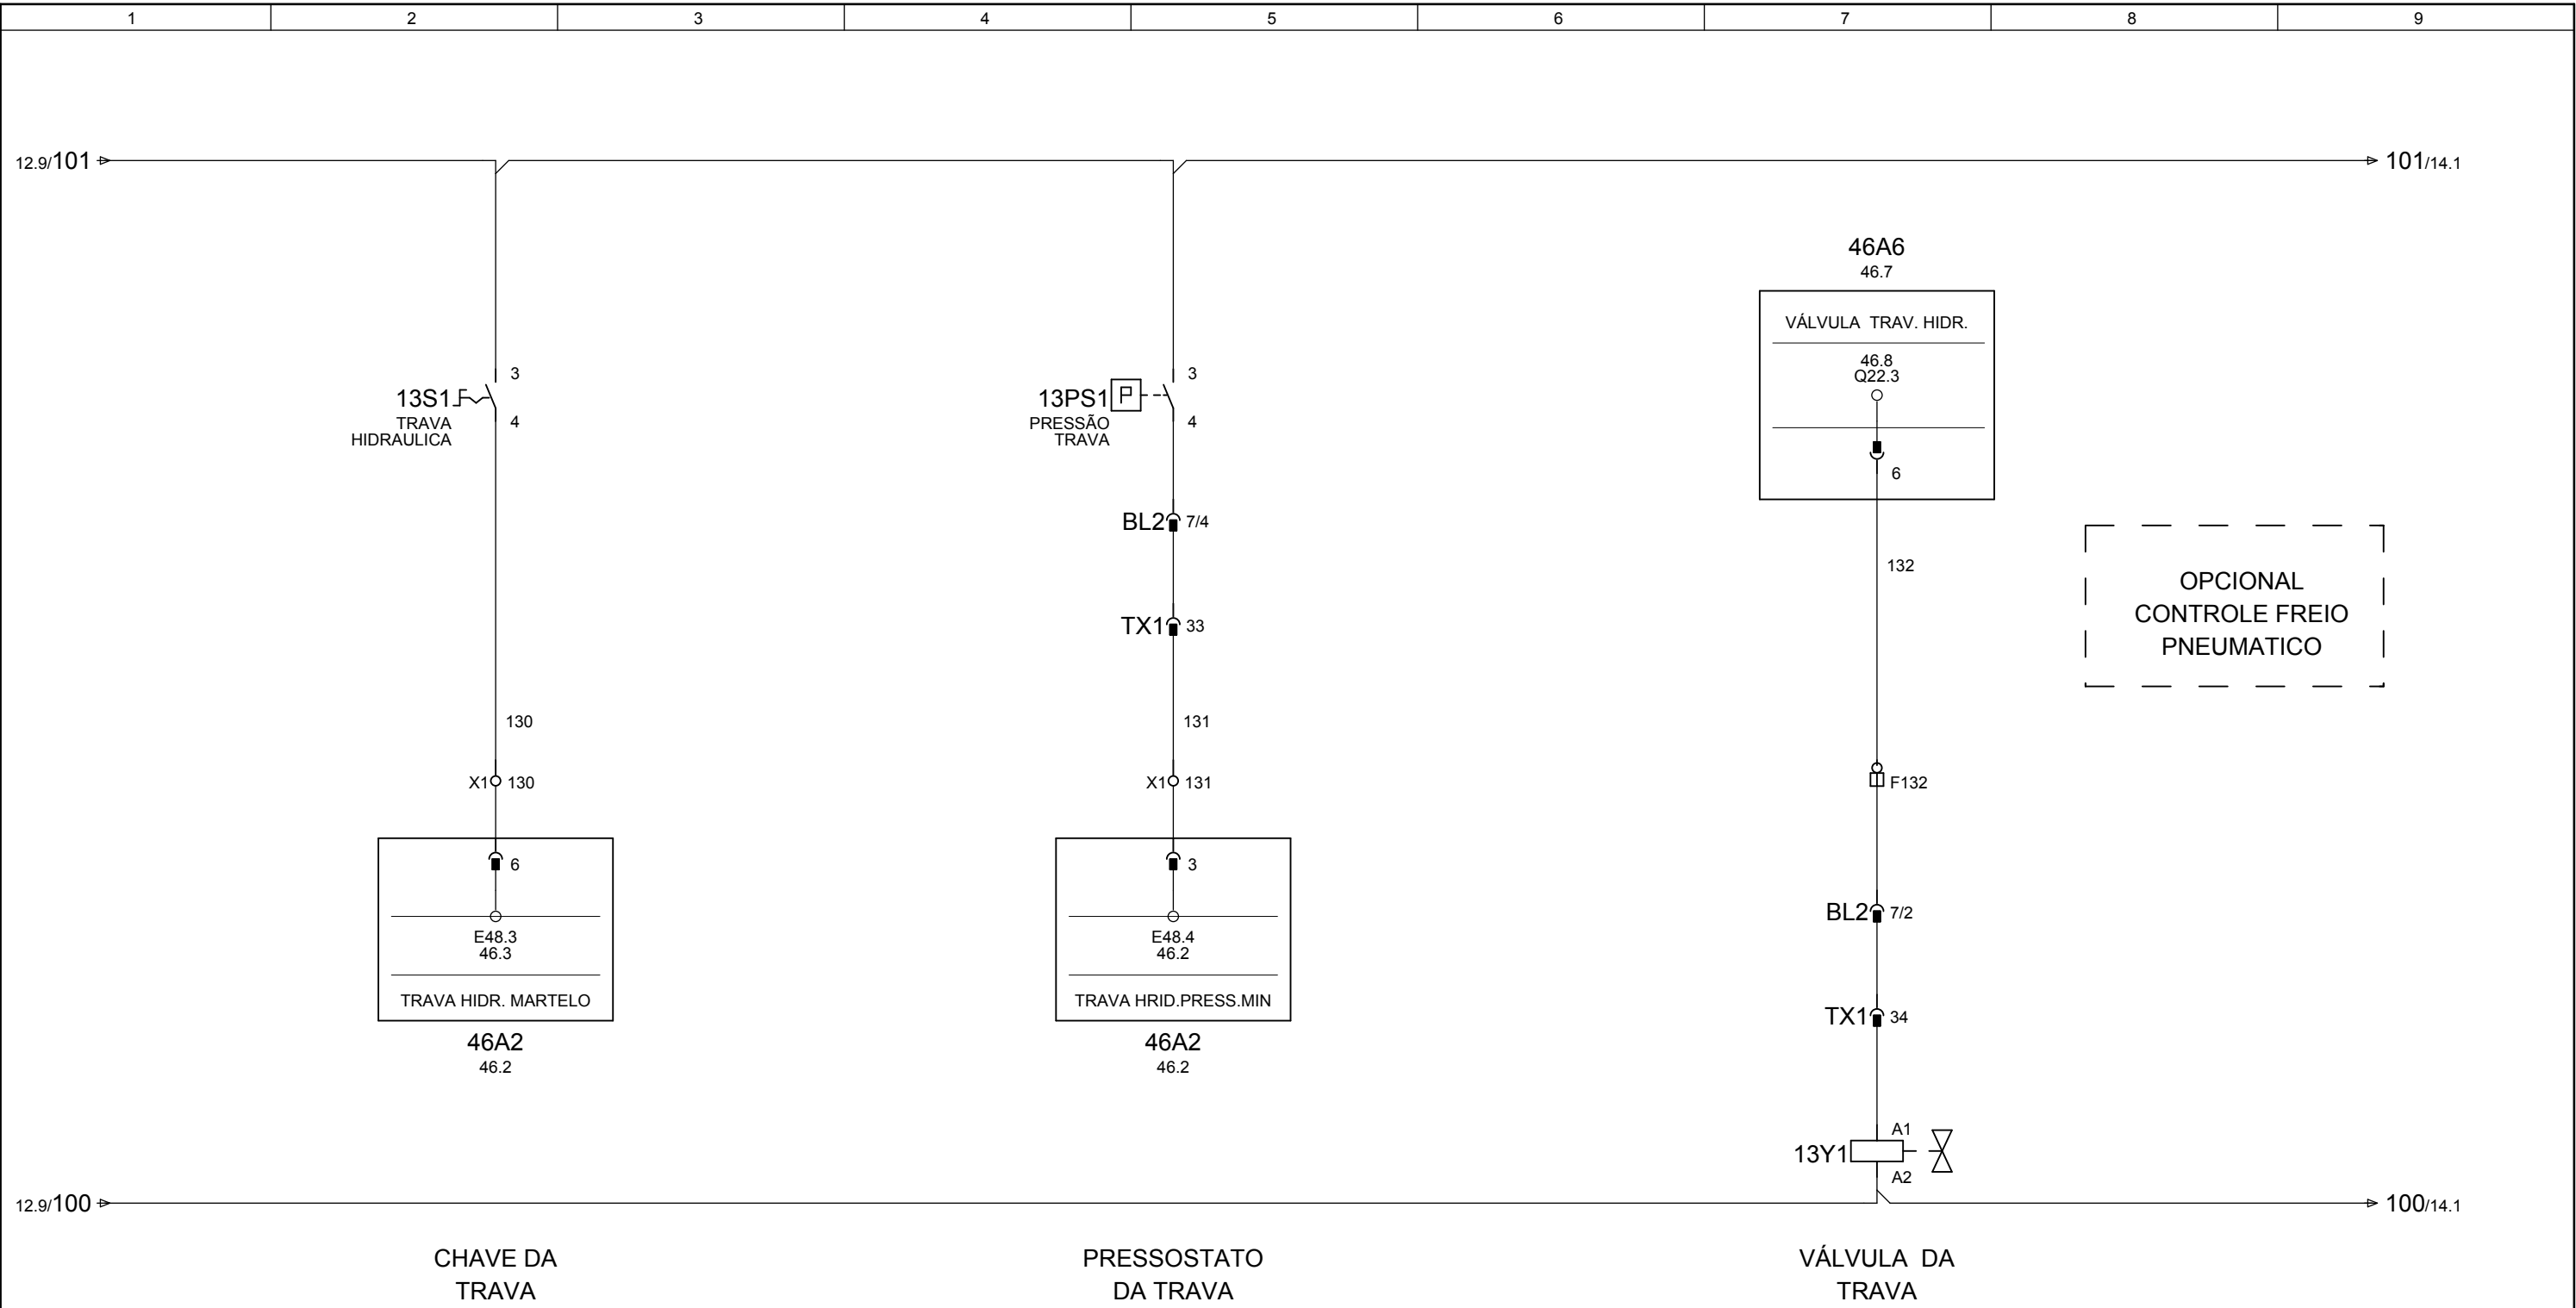 1 2 3 4 5 6 7 8 9
12.9/101
101/14.1
46A6
46.7
VÁLVULA TRAV. HIDR.
46.8
Q22.3
6
13S1
TRAVA
HIDRAULICA
3
4
13PS1
P
PRESSÃO
TRAVA
3
4
BL2 7/4
TX1 33
132
OPCIONAL
CONTROLE FREIO
PNEUMATICO
130
131
X1 130
X1 131
F132
6
E48.3
46.3
TRAVA HIDR. MARTELO
46A2
46.2
3
E48.4
46.2
TRAVA HRID.PRESS.MIN
46A2
46.2
BL2 7/2
TX1 34
A1
13Y1
A2
12.9/100
100/14.1
CHAVE DA
TRAVA
PRESSOSTATO
DA TRAVA
VÁLVULA DA
TRAVA